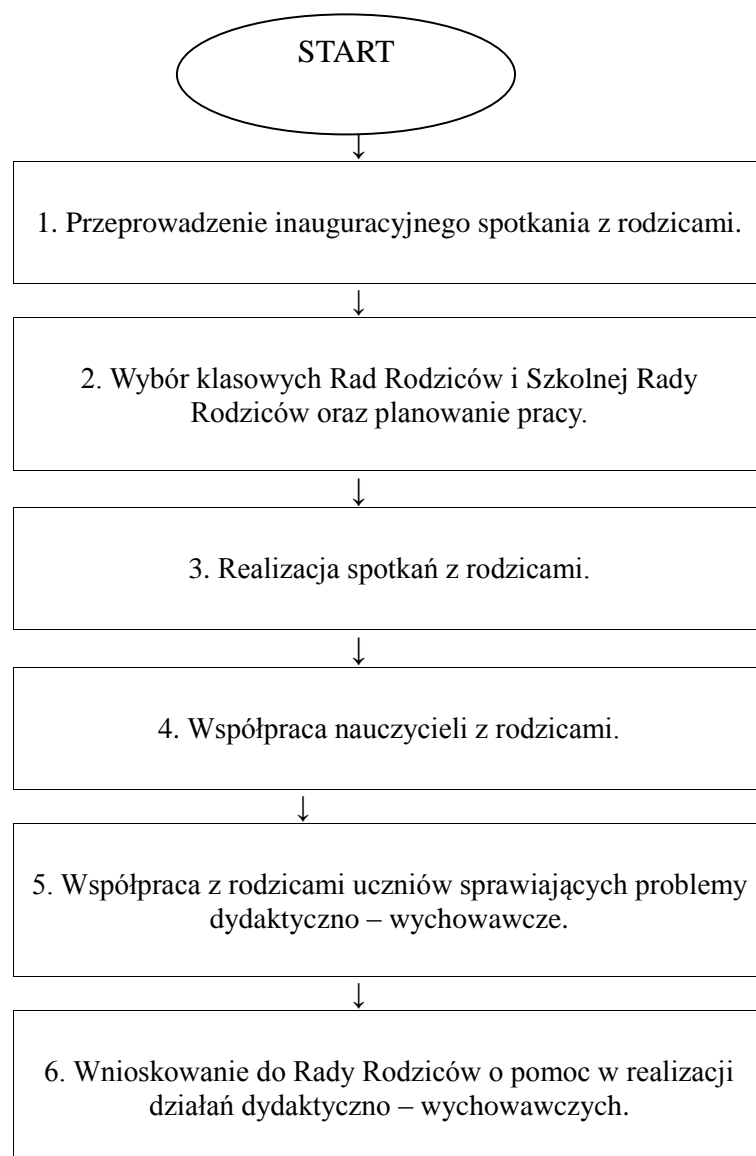 START
↓
1. Przeprowadzenie inauguracyjnego spotkania z rodzicami.
↓
2. Wybór klasowych Rad Rodziców i Szkolnej Rady
Rodziców oraz planowanie pracy.
↓
3. Realizacja spotkań z rodzicami.
↓
4. Współpraca nauczycieli z rodzicami.
↓
5. Współpraca z rodzicami uczniów sprawiających problemy
dydaktyczno – wychowawcze.
↓
6. Wnioskowanie do Rady Rodziców o pomoc w realizacji
działań dydaktyczno – wychowawczych.